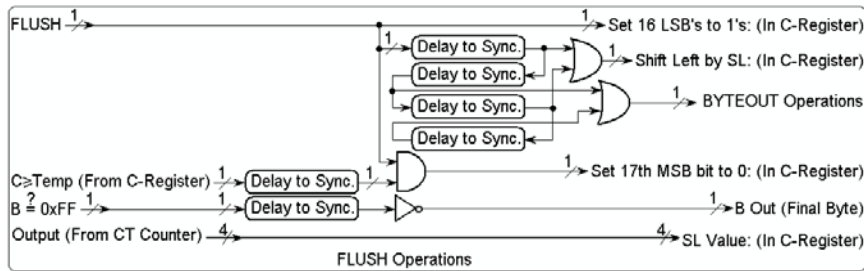 FLUSH 1 1 Set 16 LSB's to 1's: (In C-Register)
1 Delay to Sync. 1 Shift Left by SL: (In C-Register)
Delay to Sync.
Delay to Sync. 1 BYTEOUT Operations
Delay to Sync.
C≥Temp (From C-Register) 1 Delay to Sync. 1 1 Set 17th MSB bit to 0: (In C-Register)
B ≟ 0xFF 1 1 Delay to Sync. 1 B Out (Final Byte)
Output (From CT Counter) 4 4 SL Value: (In C-Register)
FLUSH Operations